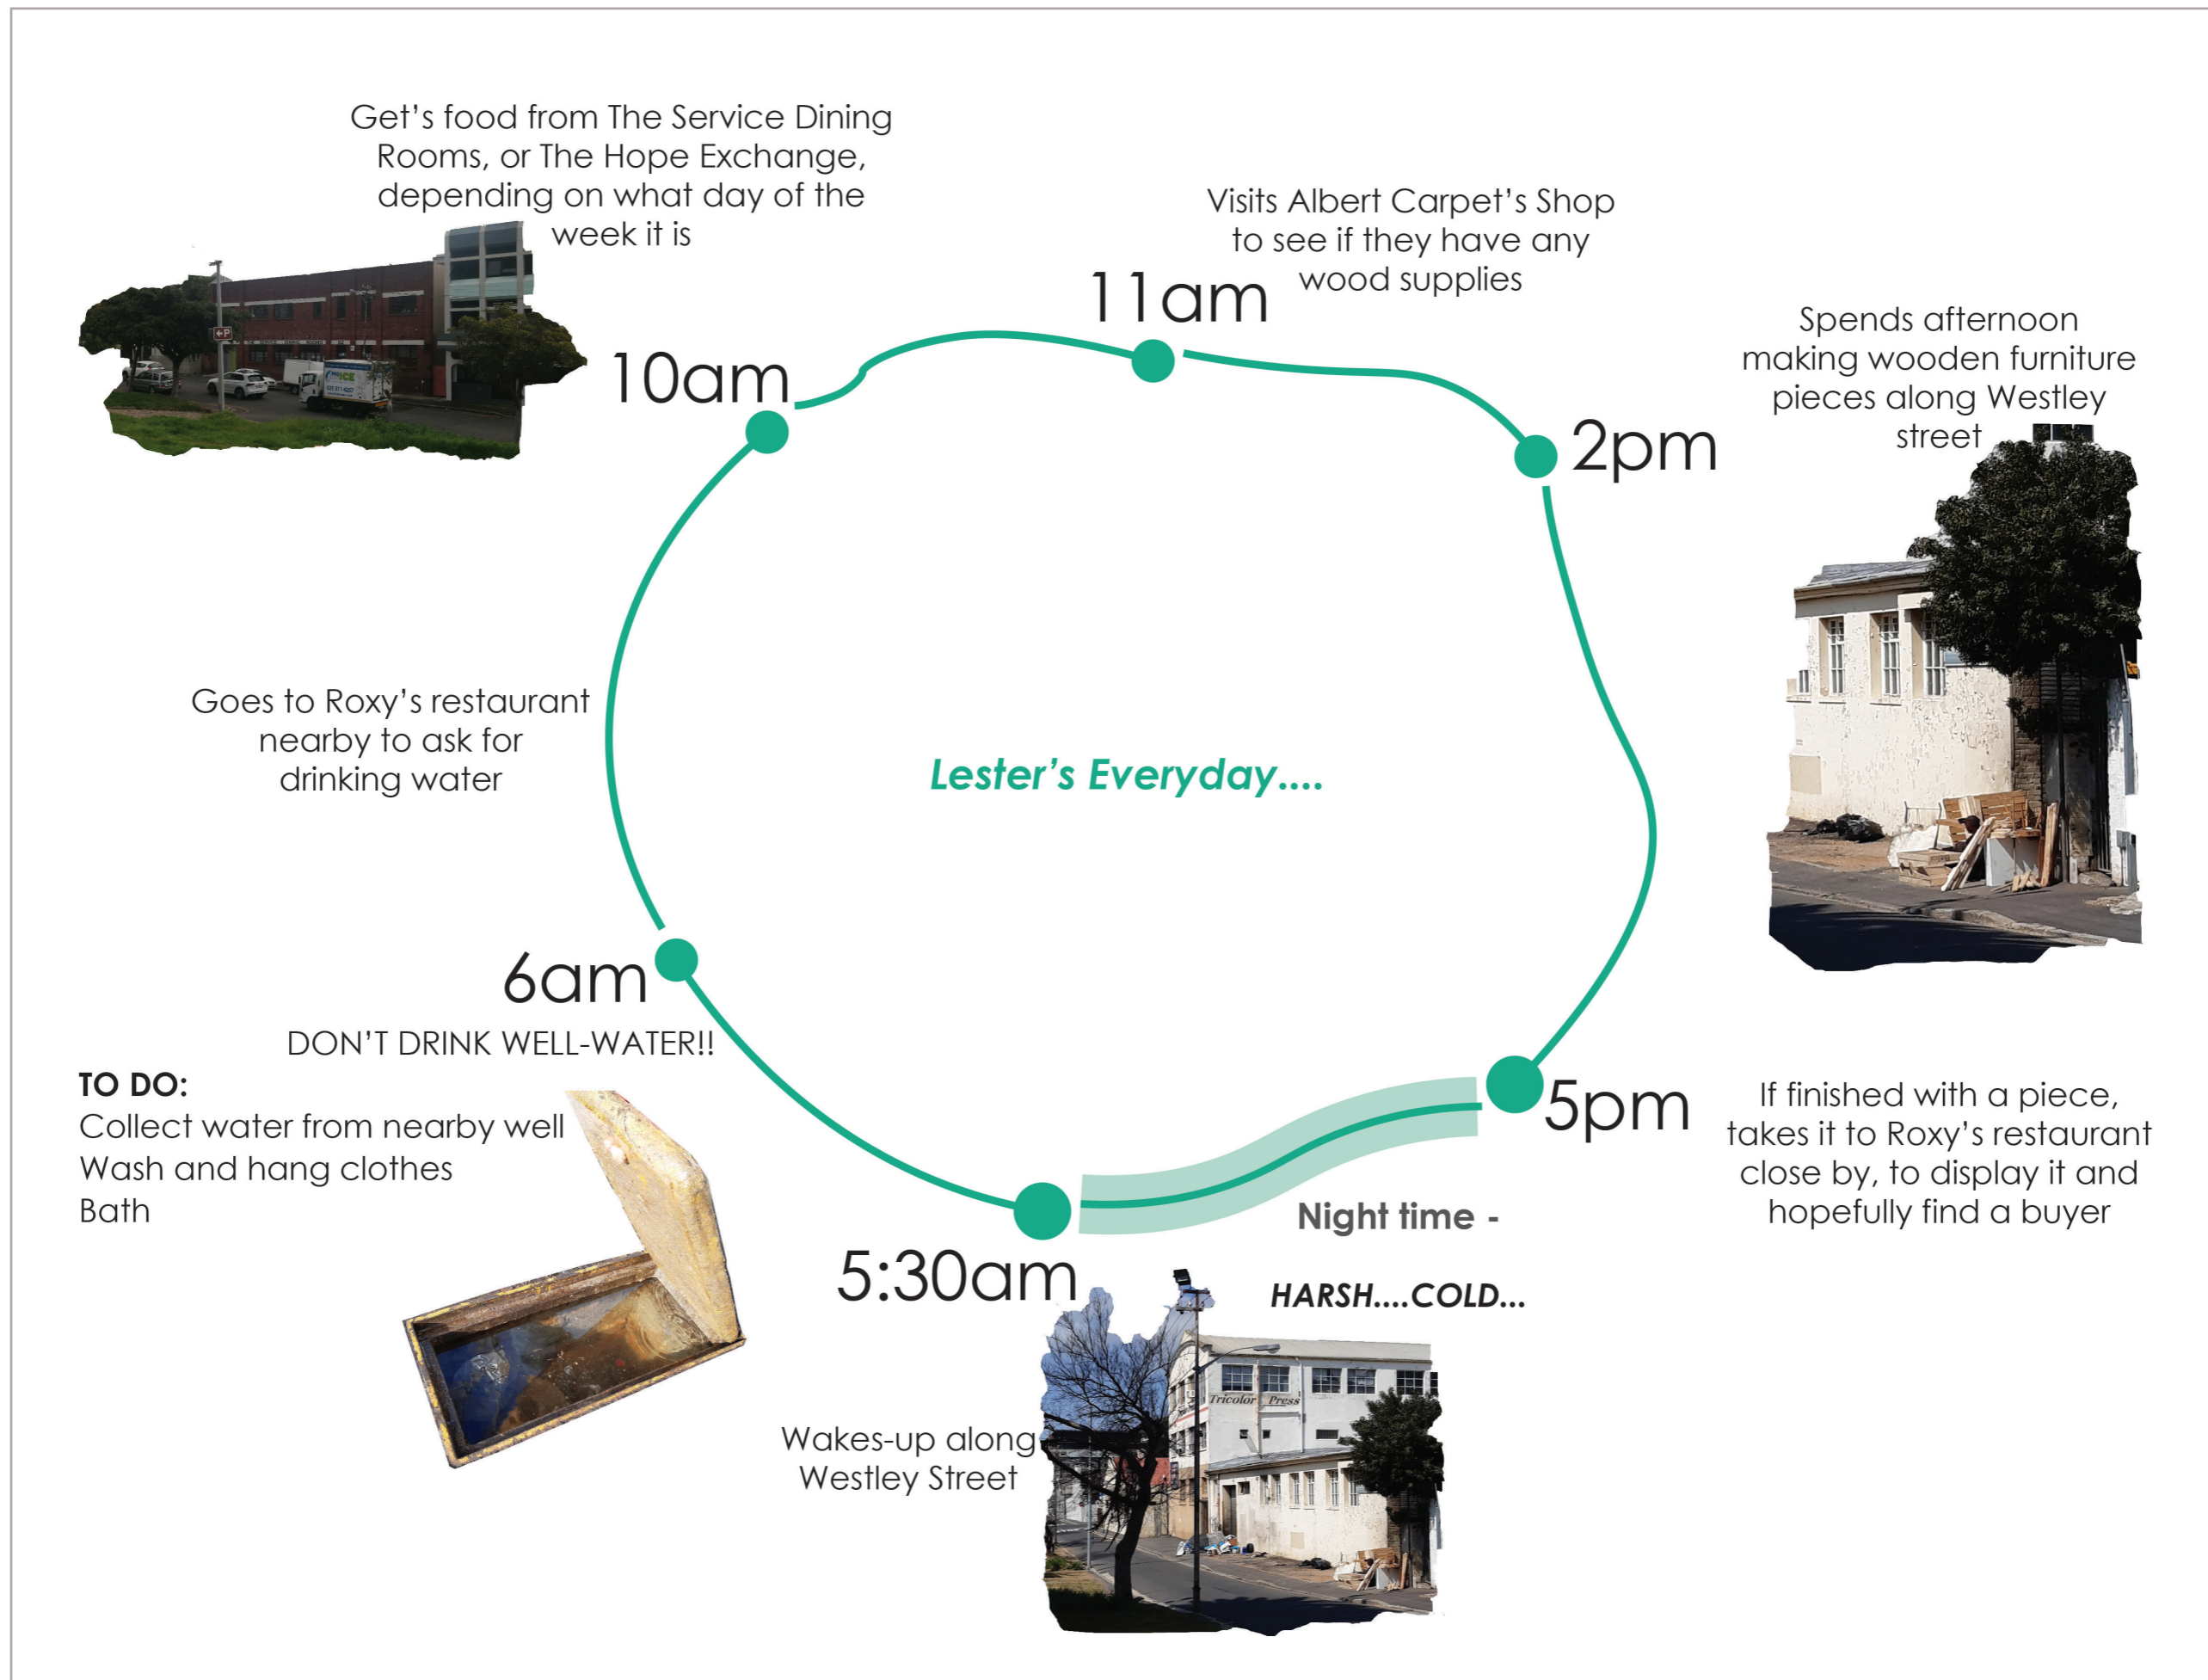 Get's food from The Service Dining
Rooms, or The Hope Exchange,
depending on what day of the
week it is
10am
Visits Albert Carpet's Shop
to see if they have any
wood supplies
11am
2pm
Spends afternoon
making wooden furniture
pieces along Westley
street
Goes to Roxy's restaurant
nearby to ask for
drinking water
Lester's Everyday....
6am
DON'T DRINK WELL-WATER!!
TO DO:
Collect water from nearby well
Wash and hang clothes
Bath
5pm
If finished with a piece,
takes it to Roxy's restaurant
close by, to display it and
hopefully find a buyer
Night time -
HARSH....COLD...
5:30am
Wakes-up along
Westley Street
Tricolor Press
P
ICE